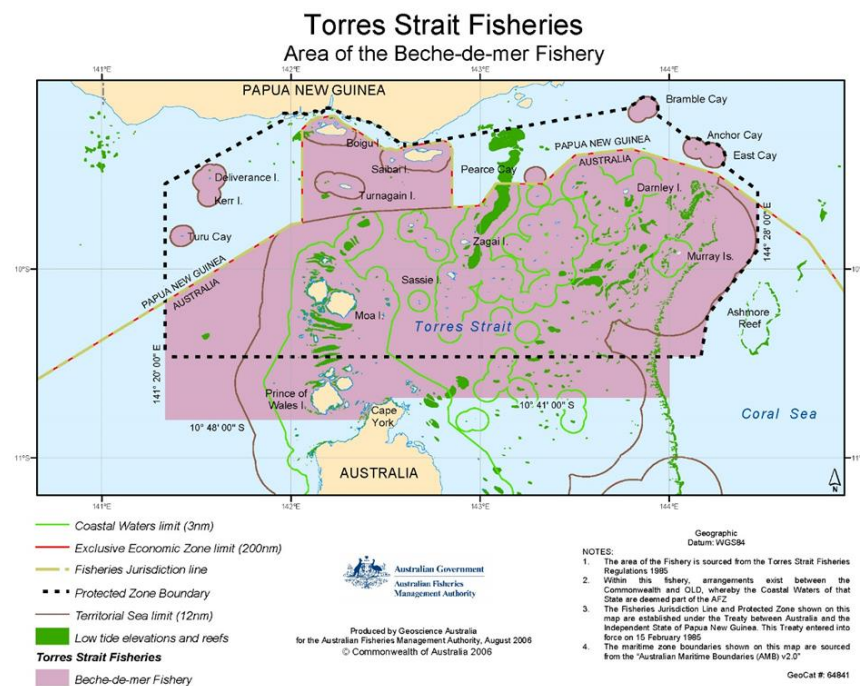 Torres Strait Fisheries
Area of the Beche-de-mer Fishery
141°E
142°E
143°E
144°E
PAPUA NEW GUINEA
Bramble Cay
Anchor Cay
East Cay
Boigu I.
Saibai I.
Pearce Cay
PAPUA NEW GUINEA
AUSTRALIA
Deliverance I.
Kerr I.
Turnagain I.
Darnley I.
Turu Cay
Zagai I.
144° 28' 00" E
Murray Is.
10°S
10°S
PAPUA NEW GUINEA
AUSTRALIA
Sassie I.
Moa I.
Torres Strait
Ashmore
Reef
141° 20' 00" E
Prince of
Wales I.
Cape
York
10° 41' 00" S
10° 48' 00" S
Coral Sea
11°S
11°S
AUSTRALIA
N
141°E
142°E
143°E
144°E
Coastal Waters limit (3nm)
Exclusive Economic Zone limit (200nm)
Fisheries Jurisdiction line
Protected Zone Boundary
Territorial Sea limit (12nm)
Low tide elevations and reefs
Torres Strait Fisheries
Beche-de-mer Fishery
Australian Government
Australian Fisheries
Management Authority
Produced by Geoscience Australia
for the Australian Fisheries Management Authority, August 2006
© Commonwealth of Australia 2006
Geographic
Datum: WGS84
NOTES:
1. The area of the Fishery is sourced from the Torres Strait Fisheries
Regulations 1985
2. Within this fishery, arrangements exist between the
Commonwealth and QLD, whereby the Coastal Waters of that
State are deemed part of the AFZ
3. The Fisheries Jurisdiction Line and Protected Zone shown on this
map are established under the Treaty between Australia and the
Independent State of Papua New Guinea. This Treaty entered into
force on 15 February 1985
4. The maritime zone boundaries shown on this map are sourced
from the "Australian Maritime Boundaries (AMB) v2.0"
GeoCat #: 64841